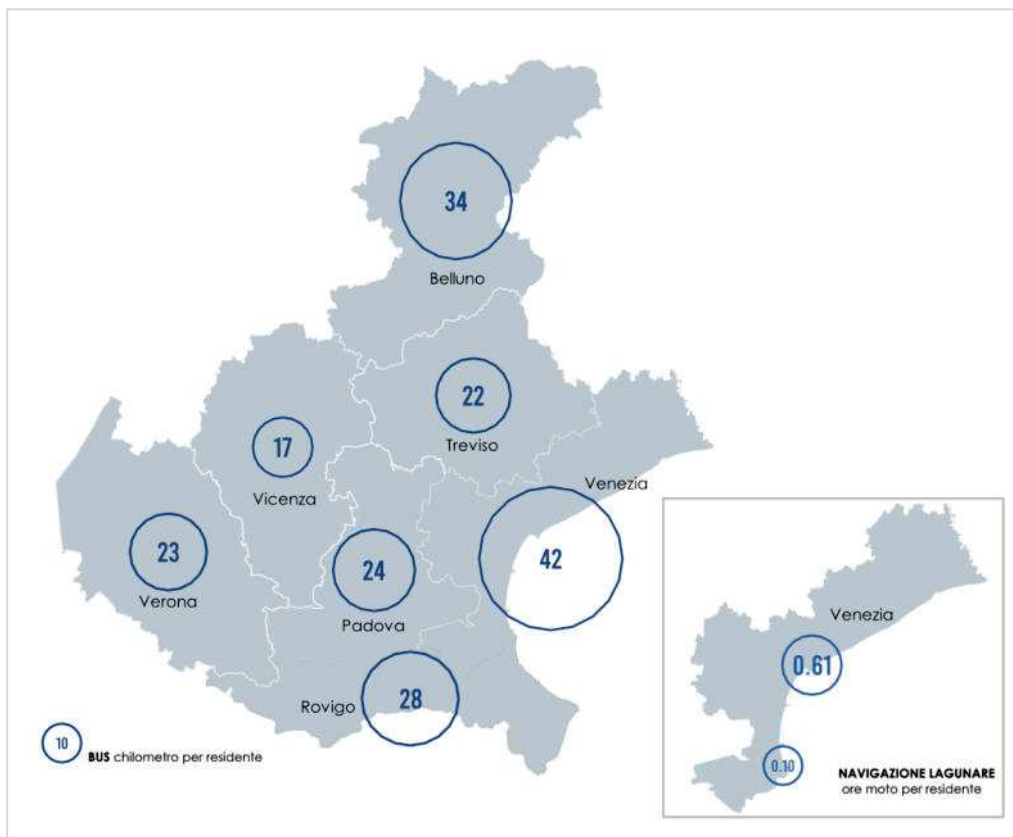 34
Belluno
22
Treviso
17
Vicenza
Venezia
42
23
Verona
24
Padova
Rovigo
28
10
BUS chilometro per residente
Venezia
0.61
0.10
NAVIGAZIONE LAGUNARE
ore moto per residente